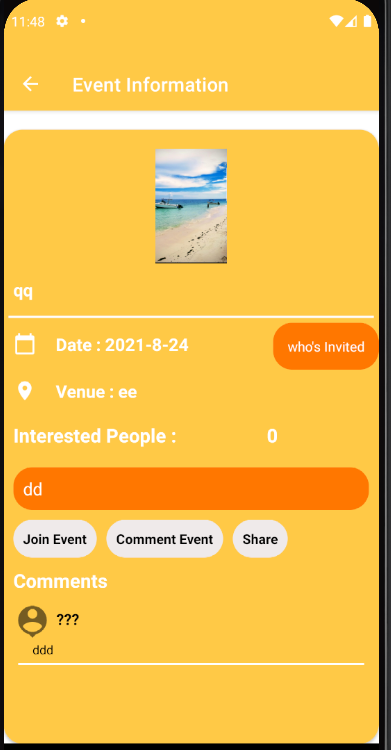 11:48
Event Information
qq
Date : 2021-8-24
who's Invited
Venue : ee
Interested People : 0
dd
Join Event Comment Event Share
Comments
???
ddd